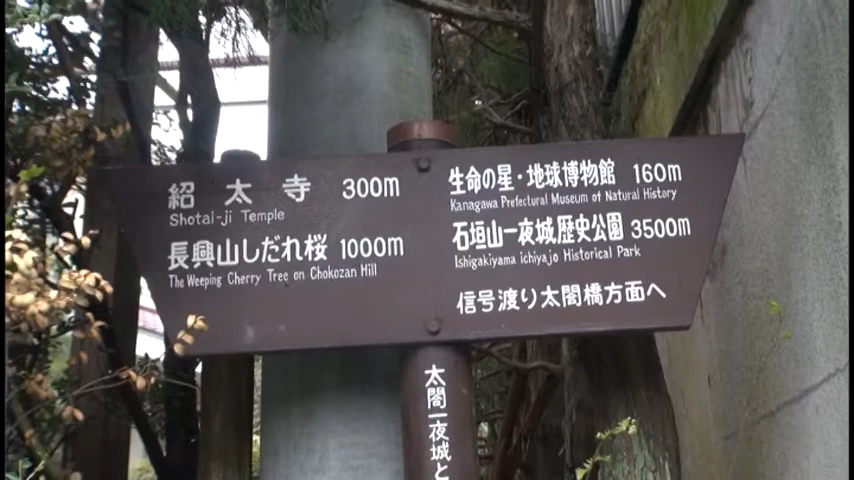 紹太寺 300m
Shotai-ji Temple
長興山しだれ桜 1000m
The Weeping Cherry Tree on Chokozan Hill
生命の星・地球博物館 160m
Kanagawa Prefectural Museum of Natural History
石垣山一夜城歴史公園 3500m
Ishigakiyama ichiyajo Historical Park
信号渡り太閤橋方面へ
太閤一夜城と